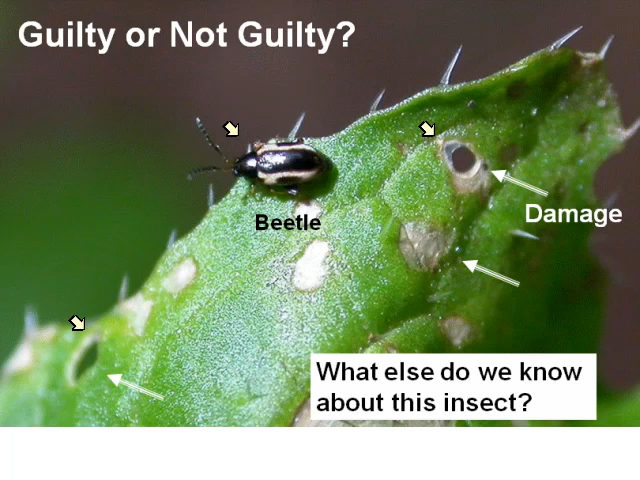 Guilty or Not Guilty?
Beetle
Damage
What else do we know
about this insect?